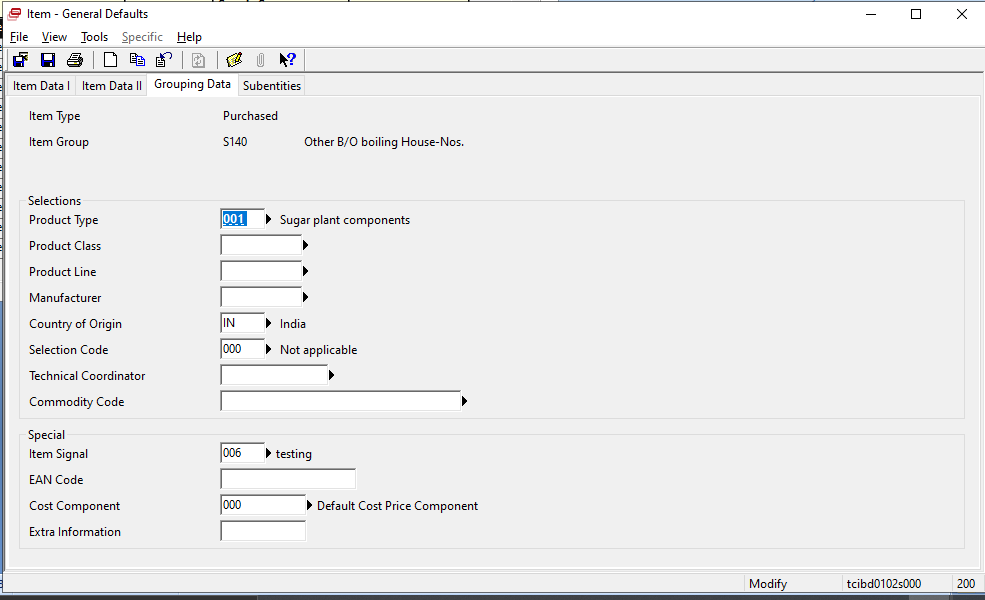 Item - General Defaults
File View Tools Specific Help
Item Data I Item Data II Grouping Data Subentities
Item Type Purchased
Item Group S140 Other B/O boiling House-Nos.
Selections
Product Type 001 Sugar plant components
Product Class
Product Line
Manufacturer
Country of Origin IN India
Selection Code 000 Not applicable
Technical Coordinator
Commodity Code
Special
Item Signal 006 testing
EAN Code
Cost Component 000 Default Cost Price Component
Extra Information
Modify tcibd0102s000 200